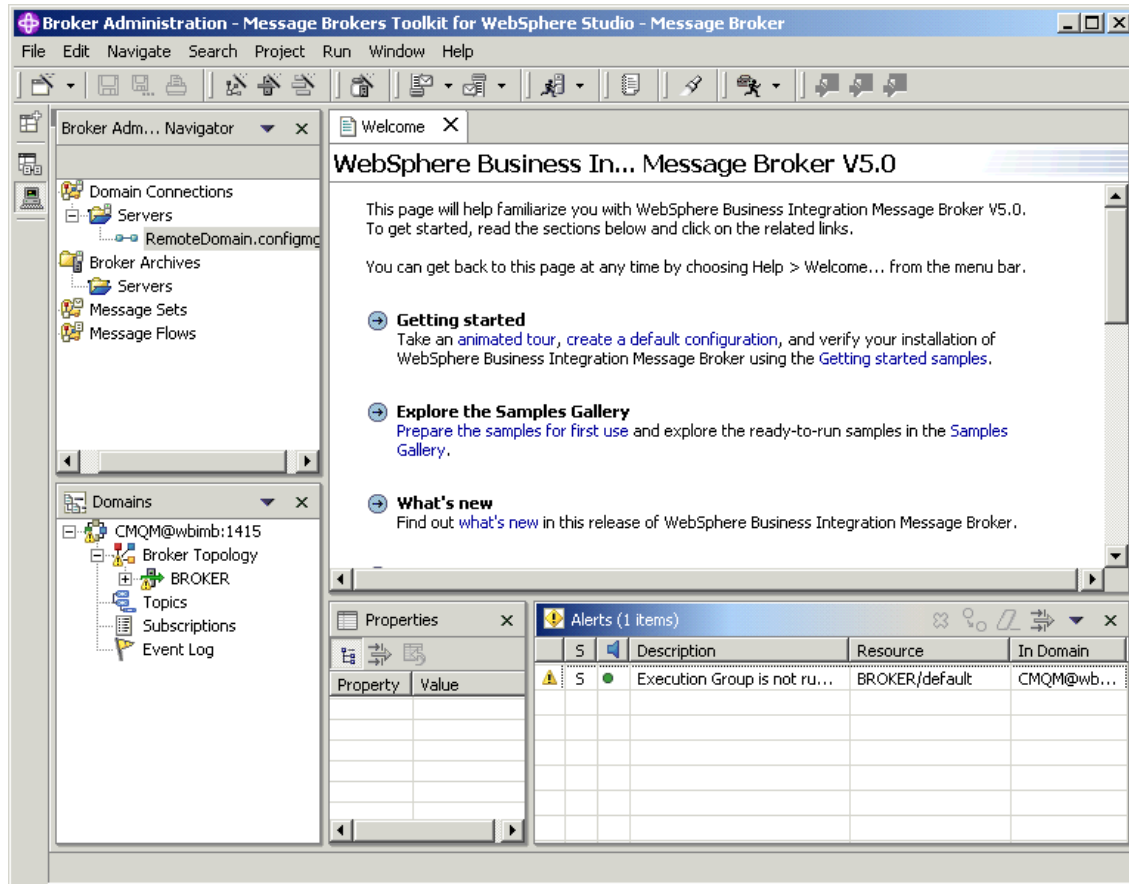 Broker Administration - Message Brokers Toolkit for WebSphere Studio - Message Broker
File Edit Navigate Search Project Run Window Help
Broker Adm... Navigator
Domain Connections
Servers
RemoteDomain.configmg
Broker Archives
Servers
Message Sets
Message Flows
Welcome
WebSphere Business In... Message Broker V5.0
This page will help familiarize you with WebSphere Business Integration Message Broker V5.0.
To get started, read the sections below and click on the related links.
You can get back to this page at any time by choosing Help > Welcome... from the menu bar.
Getting started
Take an animated tour, create a default configuration, and verify your installation of
WebSphere Business Integration Message Broker using the Getting started samples.
Explore the Samples Gallery
Prepare the samples for first use and explore the ready-to-run samples in the Samples
Gallery.
What's new
Find out what's new in this release of WebSphere Business Integration Message Broker.
Domains
CMQM@wbimb:1415
Broker Topology
BROKER
Topics
Subscriptions
Event Log
Properties
Property Value
Alerts (1 items)
S Description Resource In Domain
S Execution Group is not ru... BROKER/default CMQM@wb...